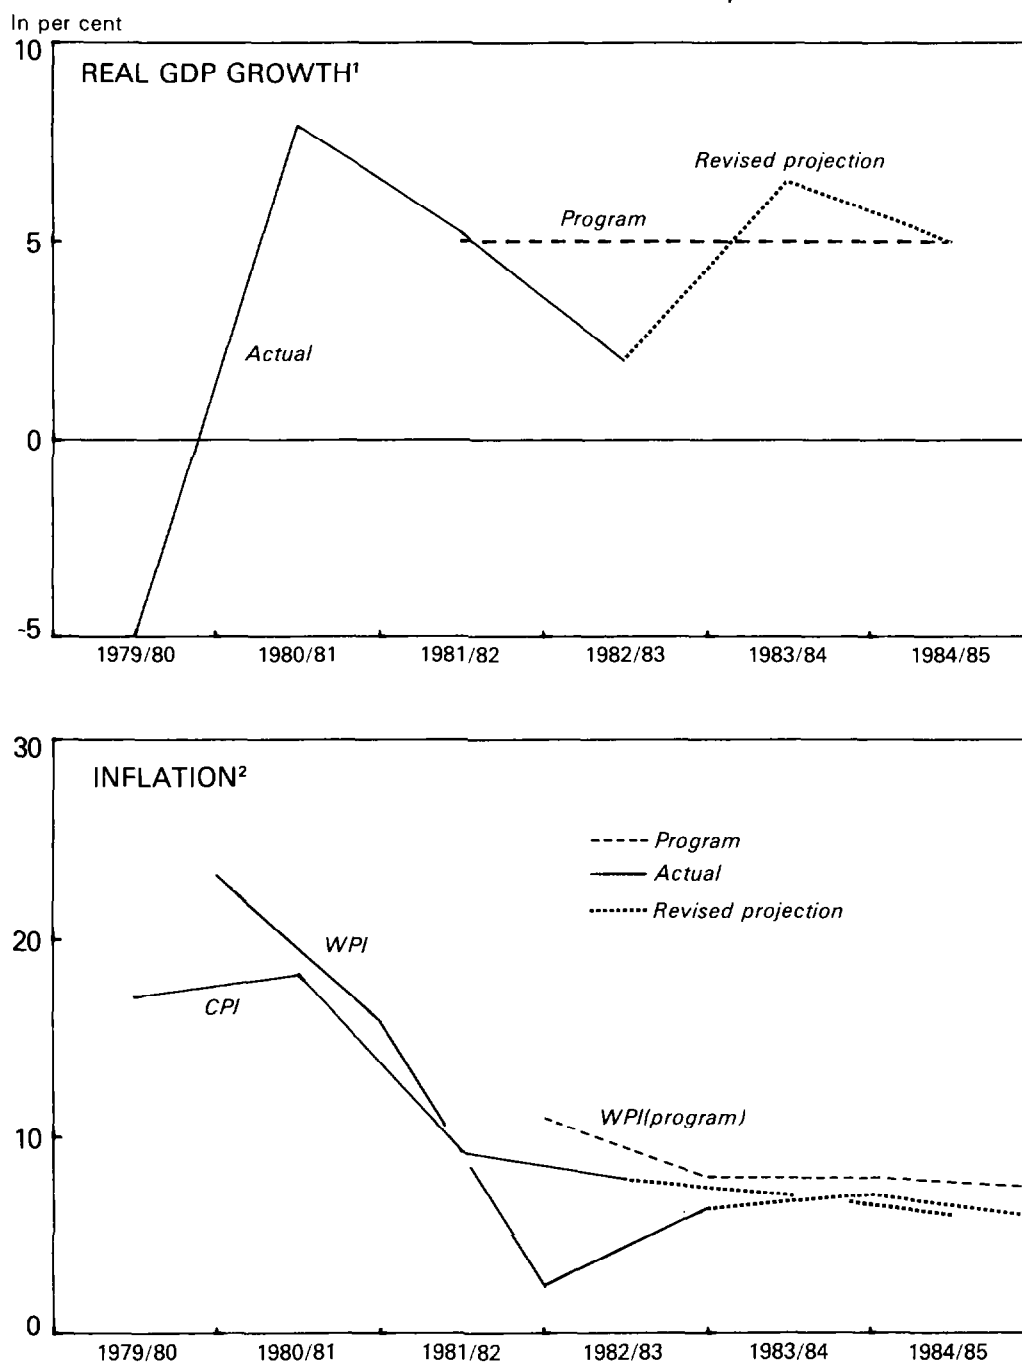 In per cent
10
REAL GDP GROWTH¹
Revised projection
Program
5
Actual
0
-5
1979/80 1980/81 1981/82 1982/83 1983/84 1984/85
30
INFLATION²
Program
Actual
Revised projection
20
WPI
CPI
10
WPI(program)
0
1979/80 1980/81 1981/82 1982/83 1983/84 1984/85